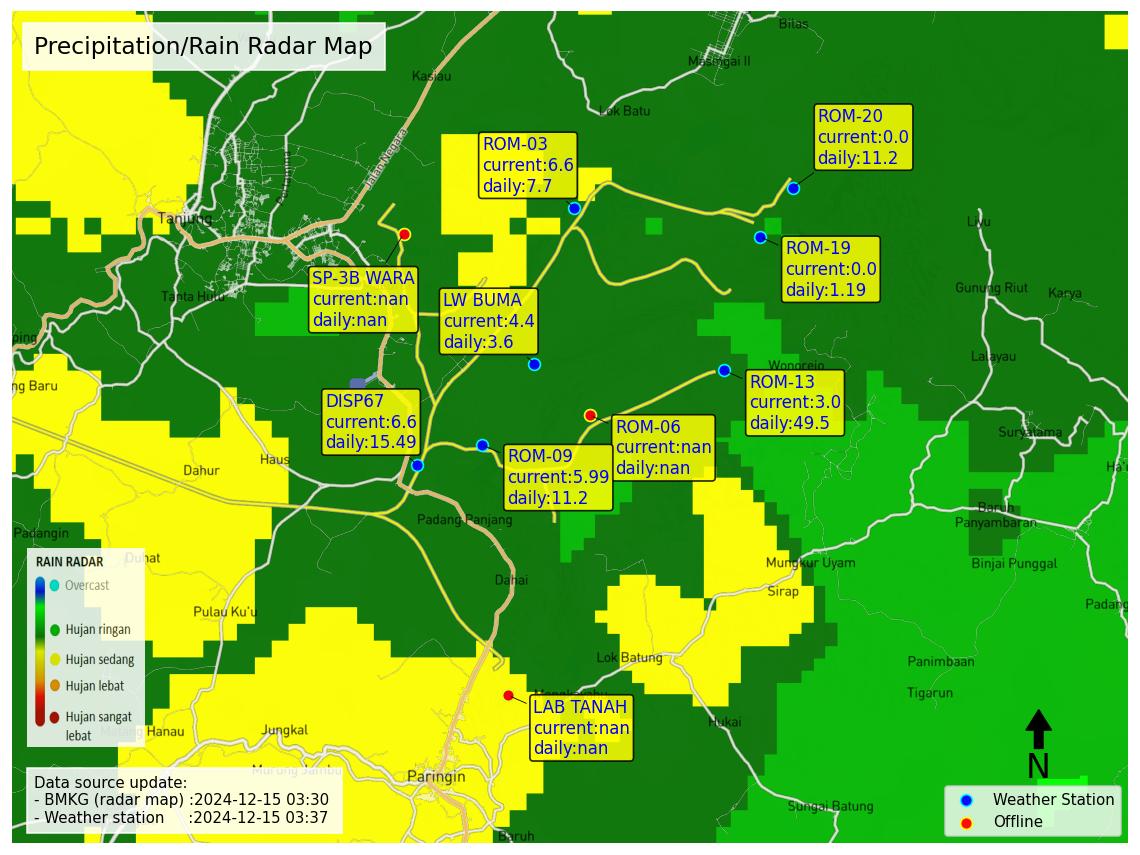 Precipitation/Rain Radar Map
Bilas
Masingai II
Kasiau
Lok Batu
Jalan Negara
ROM-20
current:0.0
daily:11.2
ROM-03
current:6.6
daily:7.7
Tanjung
Liyu
ROM-19
current:0.0
daily:1.19
SP-3B WARA
current:nan
daily:nan
Tanta Hulu
LW BUMA
current:4.4
daily:3.6
Gunung Riut
Karya
ping
Lalayau
Wonorejo
ng Baru
ROM-13
current:3.0
daily:49.5
DISP67
current:6.6
daily:15.49
ROM-06
current:nan
daily:nan
Suryatama
ROM-09
current:5.99
daily:11.2
Haus
Dahur
Ha'u
Padang Panjang
Baruh
Panyambaran
Padangin
Duhat
Mungkur Uyam
Binjai Punggal
RAIN RADAR
Overcast
Hujan ringan
Hujan sedang
Hujan lebat
Hujan sangat
lebat
Dahai
Sirap
Pulau Ku'u
Padang
Lok Batung
Panimbaan
Tigarun
LAB TANAH
current:nan
daily:nan
Hukai
Hanau
Jungkal
Murung Jambu
Paringin
N
Data source update:
- BMKG (radar map) :2024-12-15 03:30
- Weather station :2024-12-15 03:37
Sungai Batung
Baruh
Weather Station
Offline